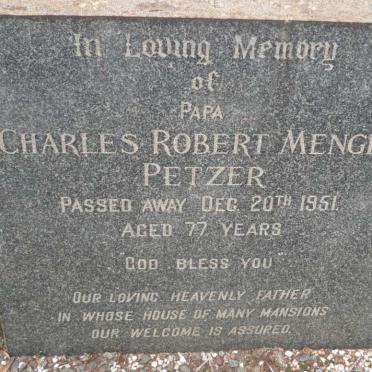 In Loving Memory
of
PAPA
CHARLES ROBERT
PETZER
PASSED AWAY DEC. 20TH 1951.
AGED 77 YEARS
"GOD BLESS YOU"
OUR LOVING HEAVENLY FATHER
IN WHOSE HOUSE OF MANY MANSIONS
OUR WELCOME IS ASSURED.